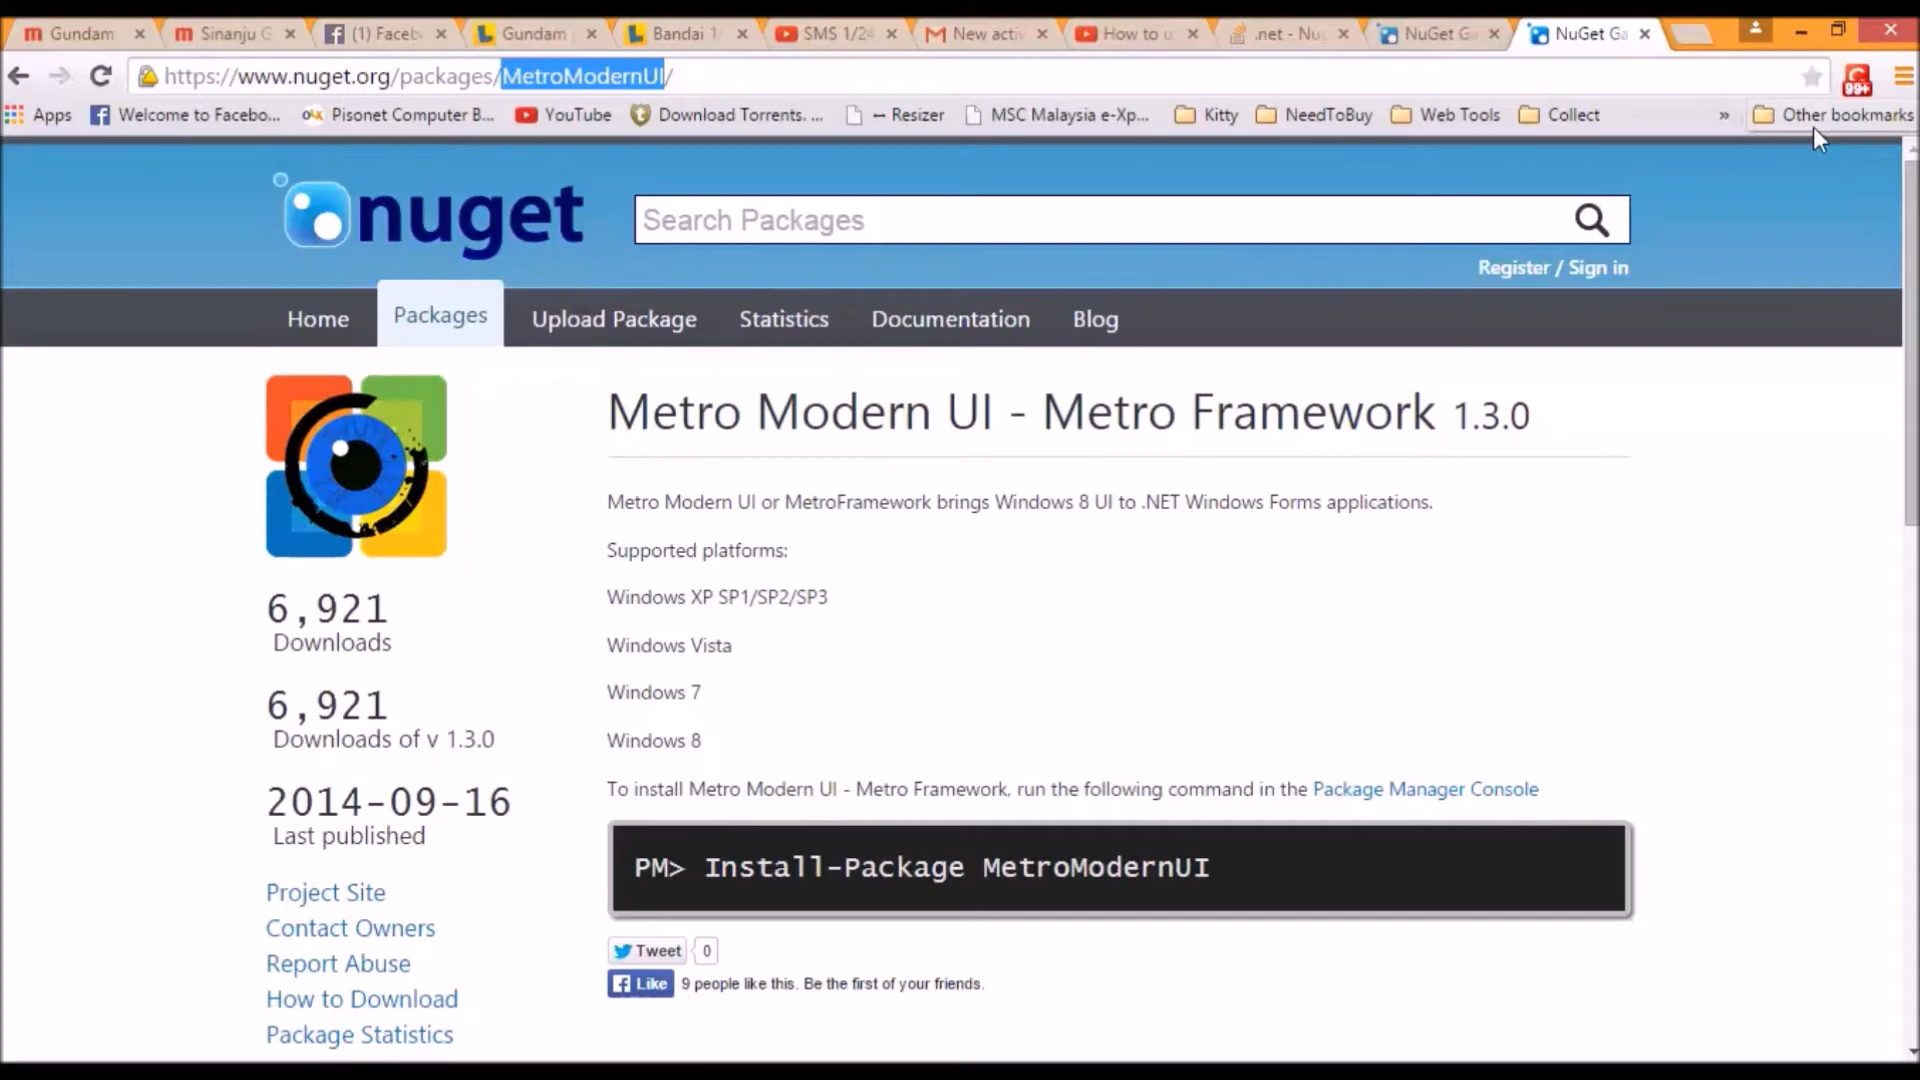 Gundam
Sinanju G
(1) Faceb
Gundam
Bandai 1/
SMS 1/24
New activ
How to u
.net - Nug
NuGet Ga
NuGet Ga
https://www.nuget.org/packages/MetroModernUI/
99+
Apps
Welcome to Facebo...
Pisonet Computer B...
YouTube
Download Torrents. ...
↔ Resizer
MSC Malaysia e-Xp...
Kitty
NeedToBuy
Web Tools
Collect
»
Other bookmarks
nuget
Search Packages
Register / Sign in
Home
Packages
Upload Package
Statistics
Documentation
Blog
Metro Modern UI - Metro Framework 1.3.0
Metro Modern UI or MetroFramework brings Windows 8 UI to .NET Windows Forms applications.
Supported platforms:
Windows XP SP1/SP2/SP3
Windows Vista
Windows 7
Windows 8
To install Metro Modern UI - Metro Framework, run the following command in the Package Manager Console
PM> Install-Package MetroModernUI
Tweet 0
Like 9 people like this. Be the first of your friends.
6,921
Downloads
6,921
Downloads of v 1.3.0
2014-09-16
Last published
Project Site
Contact Owners
Report Abuse
How to Download
Package Statistics